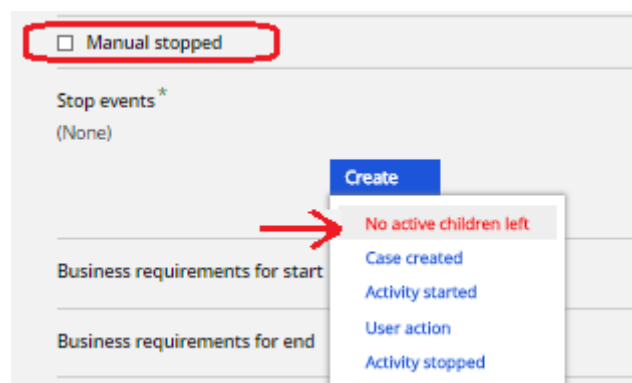 Manual stopped
Stop events*
(None)
Create
No active children left
Case created
Activity started
User action
Activity stopped
Business requirements for start
Business requirements for end